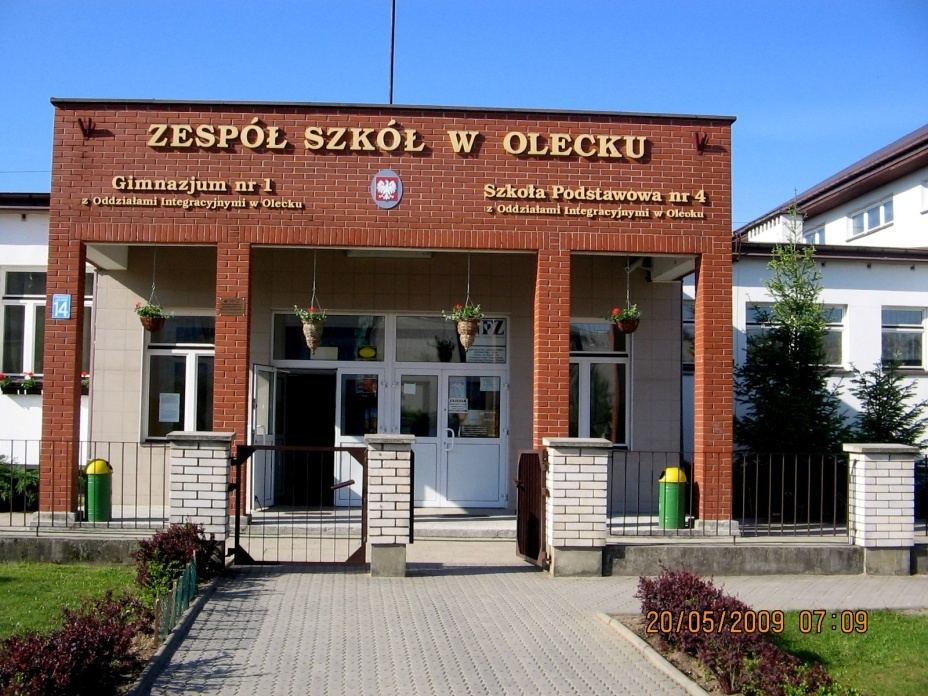 ZESPÓŁ SZKÓŁ W OLECKU
Gimnazjum nr 1
z Oddziałami Integracyjnymi w Olecku
Szkoła Podstawowa nr 4
z Oddziałami Integracyjnymi w Olecku
14
FZ
20/05/2009 07:09